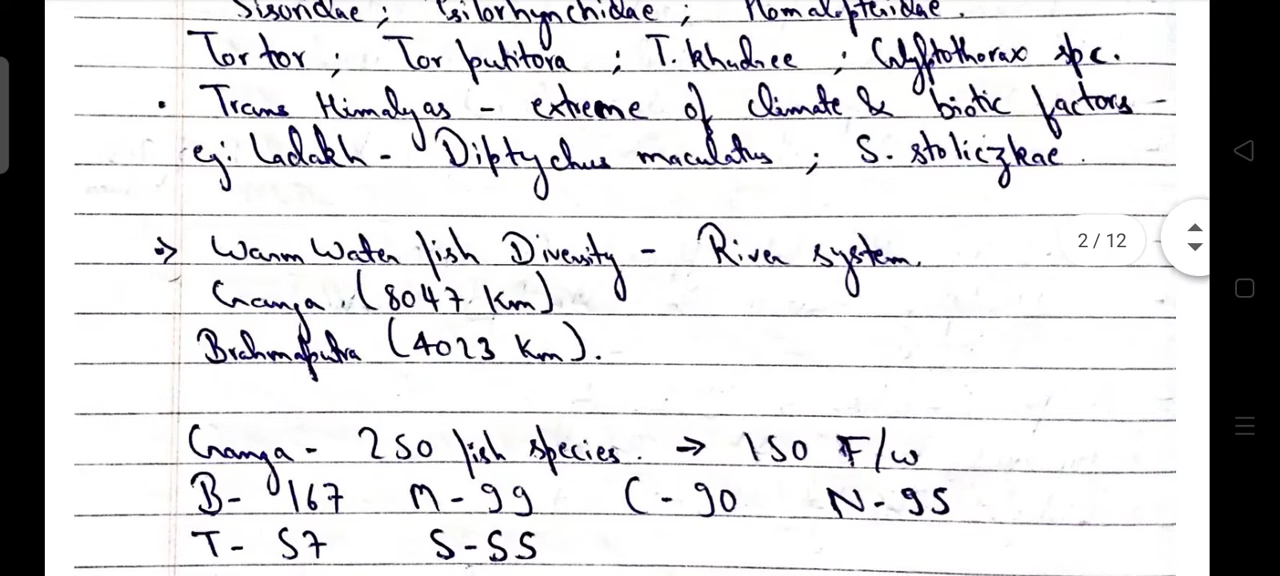 Sisoridae ; Psilorhynchidae ; Homalopteridae.
Tor tor ; Tor putitora ; T. khudree ; Glyptothorax spc.
• Trans Himalyas - extreme of climate & biotic factors -
eg: Ladakh - Diptychus maculatus ; S. stoliczkae.
⇒ Warm Water fish Diversity - River system.
Ganga. (8047 Km)
Brahmaputra (4023 Km).
2 / 12
Ganga - 250 fish species. → 150 F/w
B - 167 M - 99 C - 90 N - 95
T - 57 S - 55